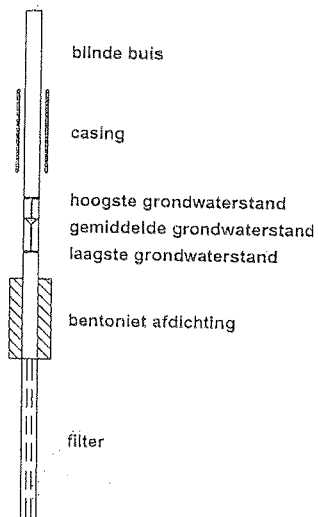 blinde buis
casing
hoogste grondwaterstand
gemiddelde grondwaterstand
laagste grondwaterstand
bentoniet afdichting
filter